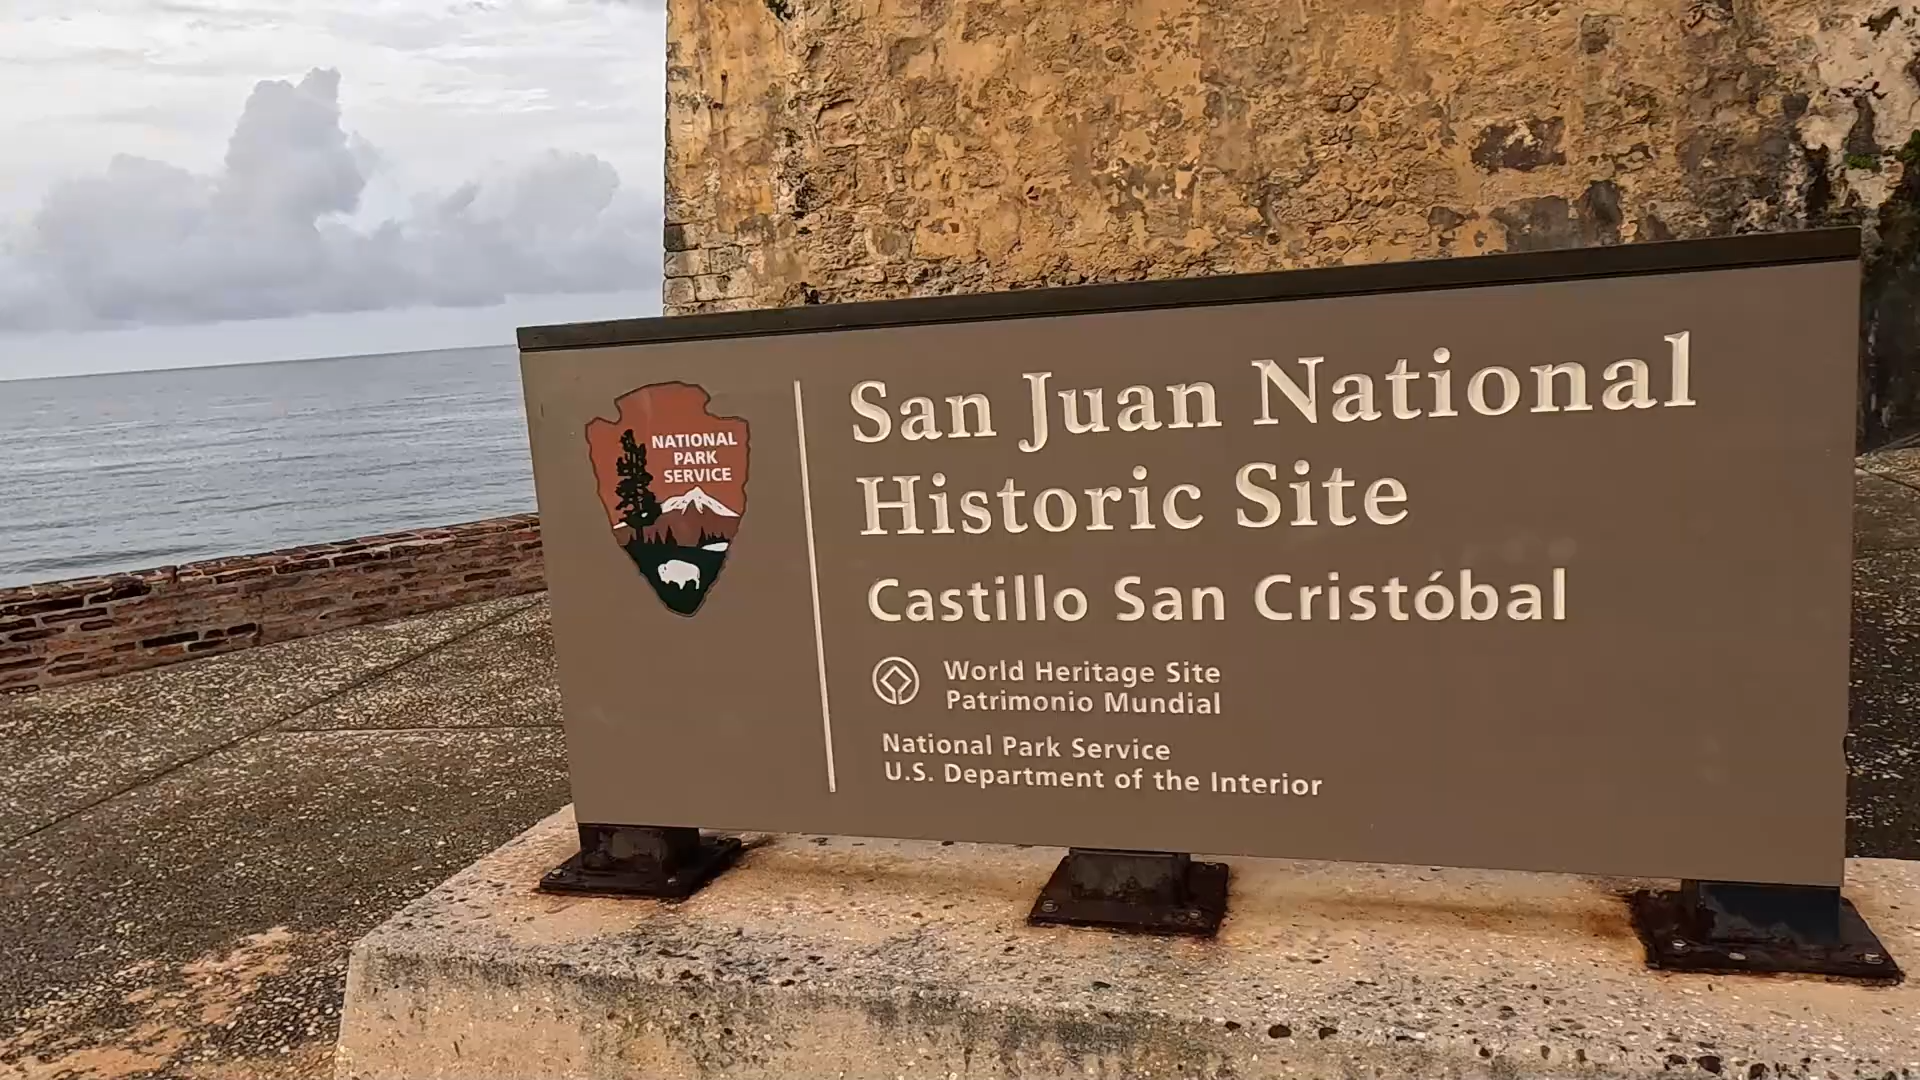 NATIONAL
PARK
SERVICE
San Juan National
Historic Site
Castillo San Cristóbal
World Heritage Site
Patrimonio Mundial
National Park Service
U.S. Department of the Interior